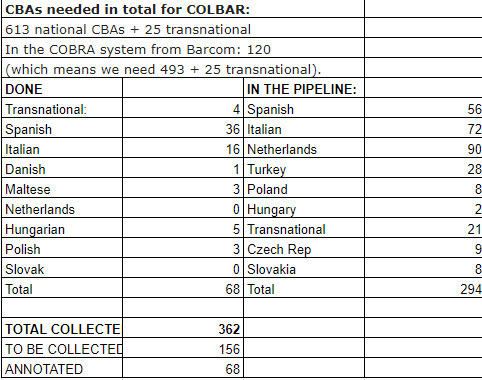 CBAs needed in total for COLBAR:
613 national CBAs + 25 transnational
In the COBRA system from Barcom: 120
(which means we need 493 + 25 transnational).
DONE IN THE PIPELINE:
Transnational: 4 Spanish 56
Spanish 36 Italian 72
Italian 16 Netherlands 90
Danish 1 Turkey 28
Maltese 3 Poland 8
Netherlands 0 Hungary 2
Hungarian 5 Transnational 21
Polish 3 Czech Rep 9
Slovak 0 Slovakia 8
Total 68 Total 294
TOTAL COLLECTE 362
TO BE COLLECTED 156
ANNOTATED 68